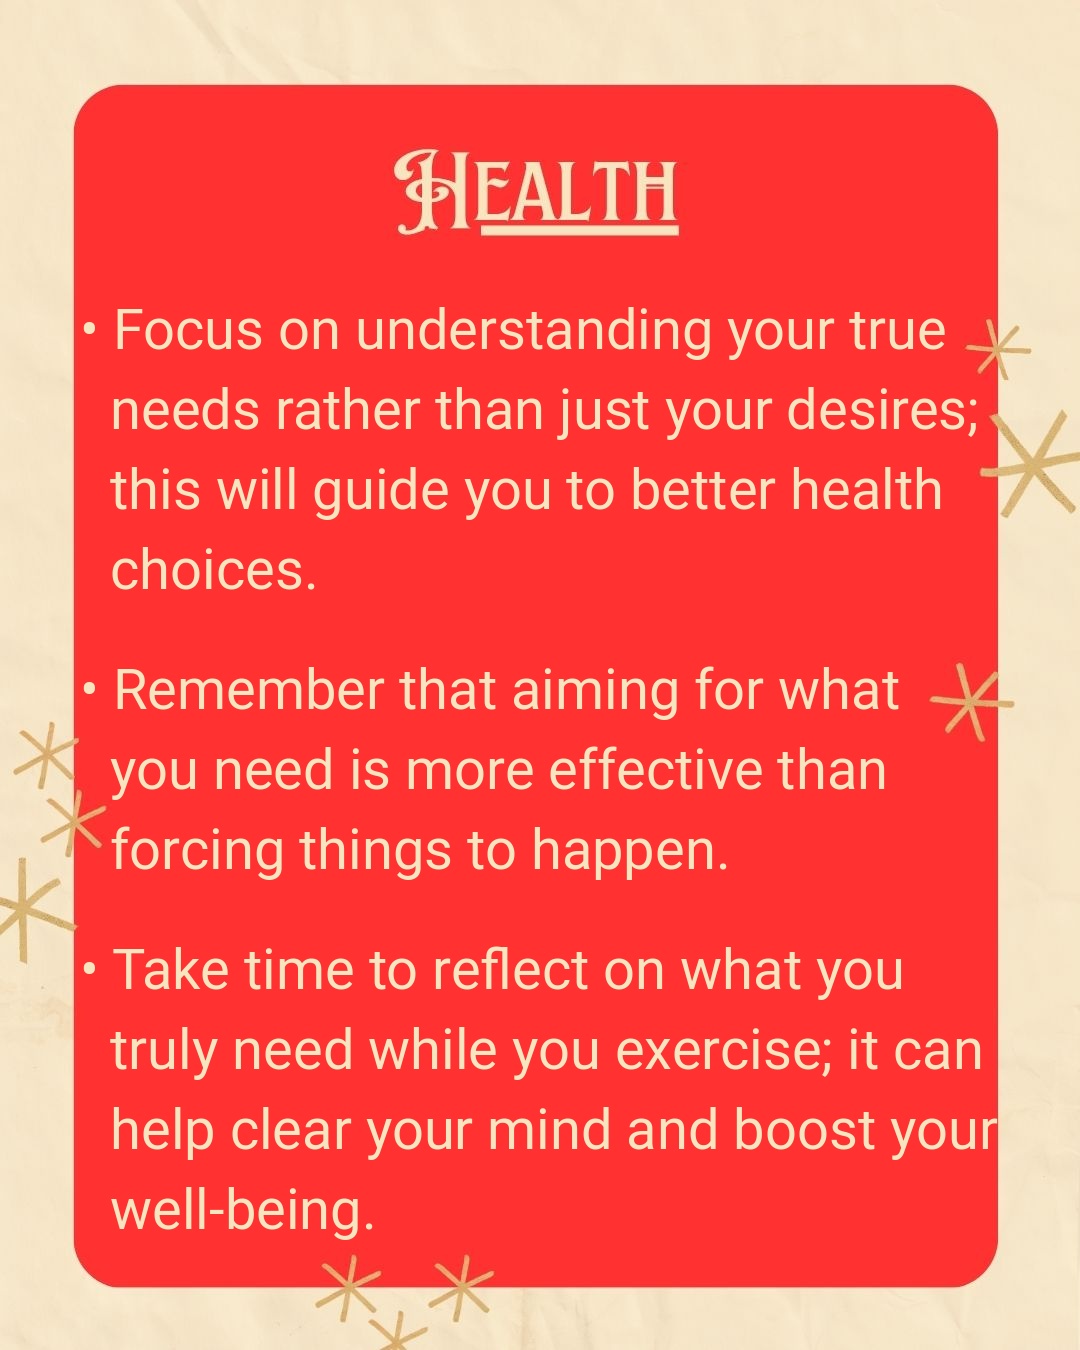 Health
• Focus on understanding your true
needs rather than just your desires;
this will guide you to better health
choices.
• Remember that aiming for what
you need is more effective than
forcing things to happen.
• Take time to reflect on what you
truly need while you exercise; it can
help clear your mind and boost your
well-being.